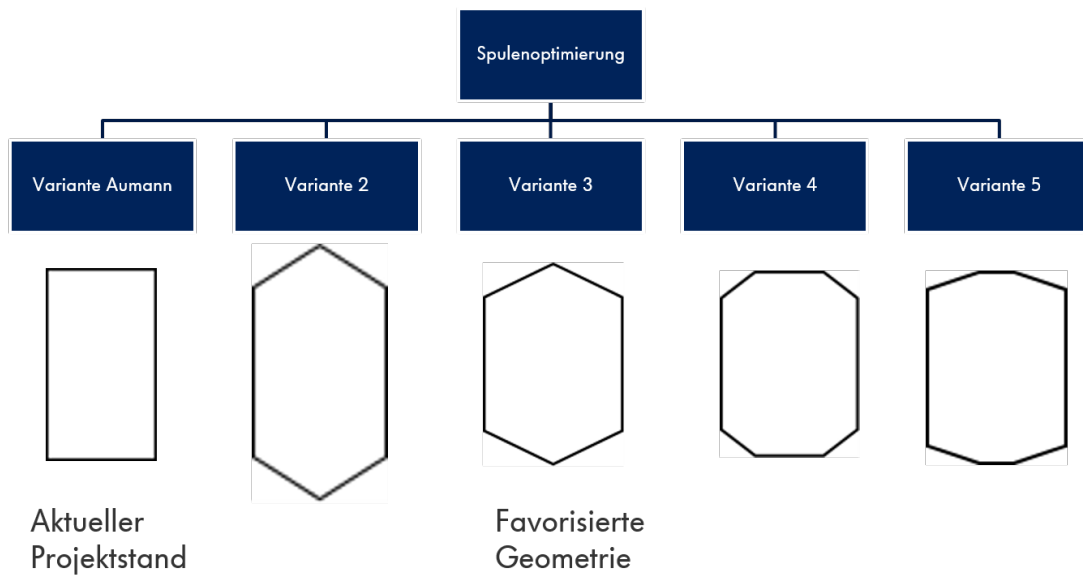 Spulenoptimierung
Variante Aumann
Variante 2
Variante 3
Variante 4
Variante 5
Aktueller
Projektstand
Favorisierte
Geometrie